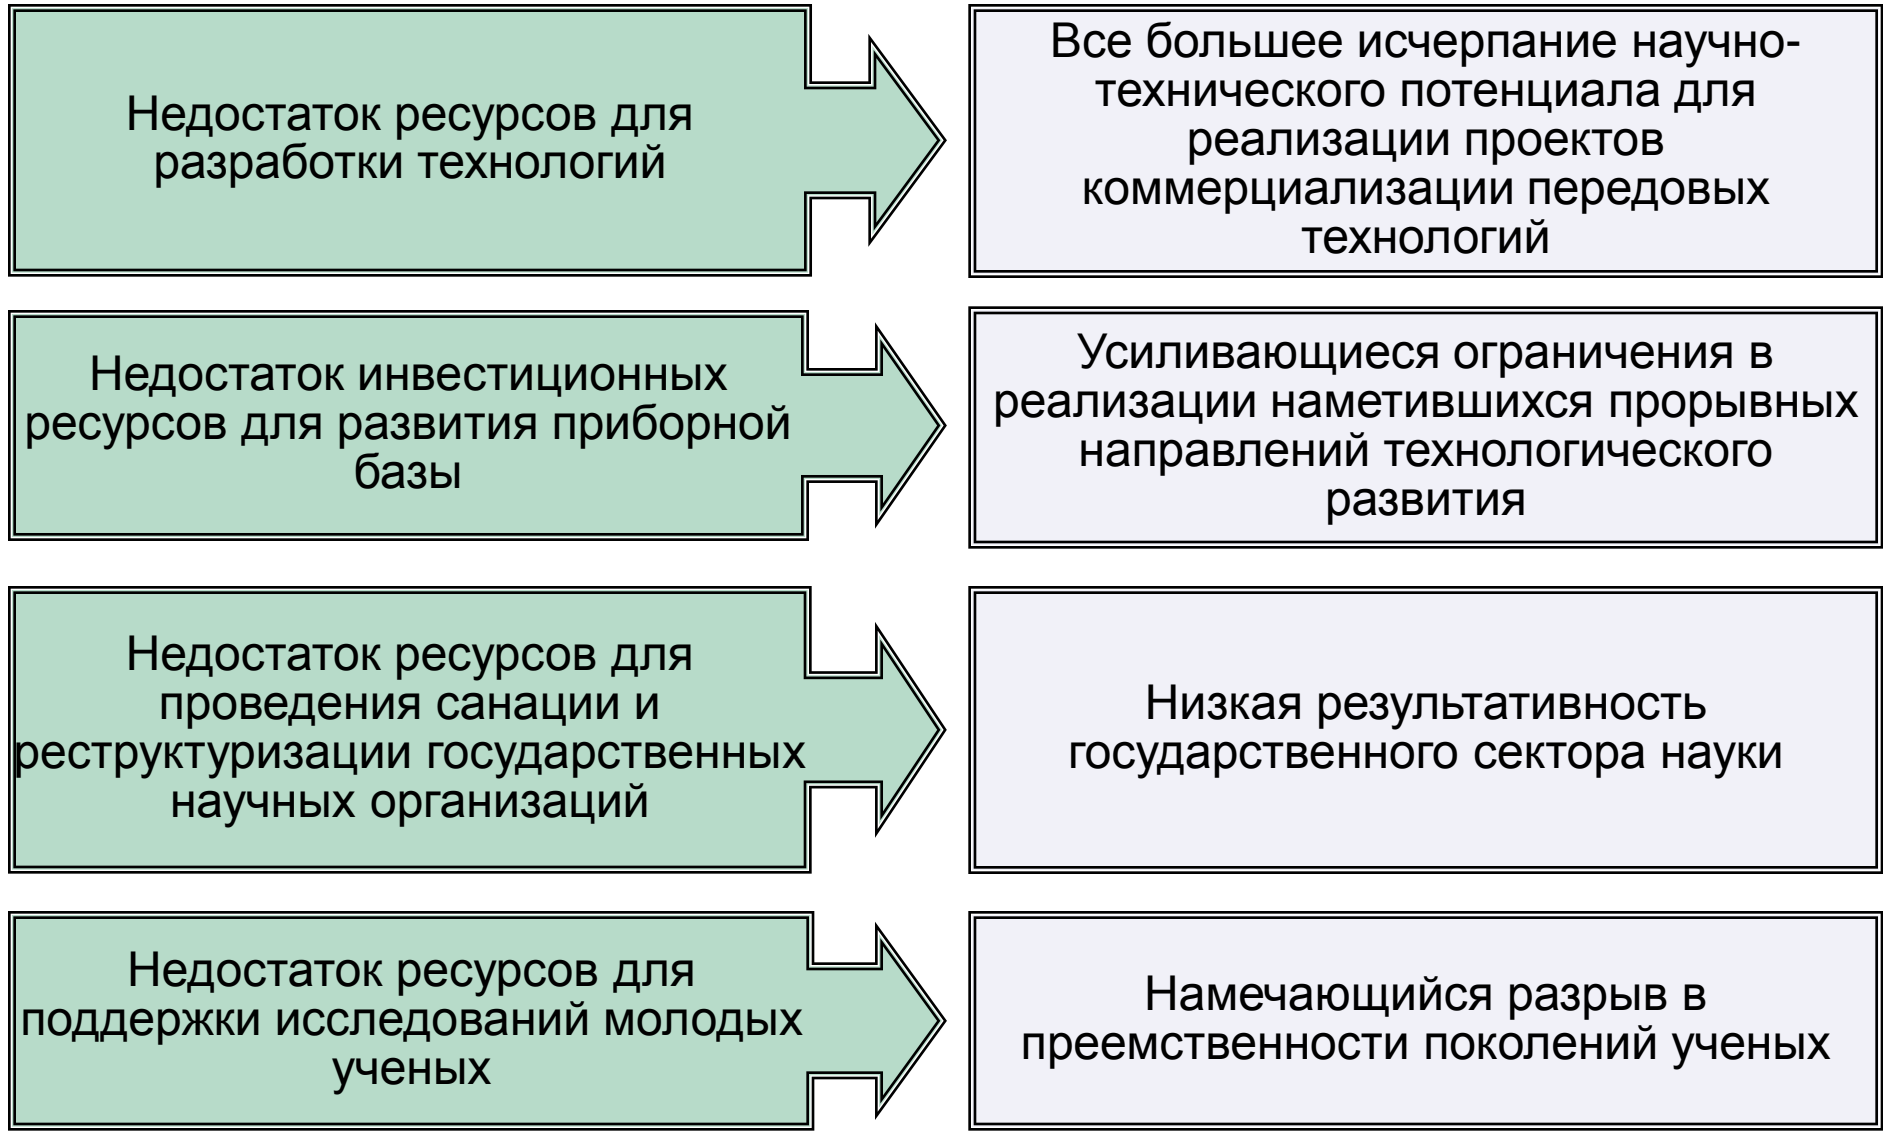 Недостаток ресурсов для
разработки технологий
Все большее исчерпание научно-
технического потенциала для
реализации проектов
коммерциализации передовых
технологий
Недостаток инвестиционных
ресурсов для развития приборной
базы
Усиливающиеся ограничения в
реализации наметившихся прорывных
направлений технологического
развития
Недостаток ресурсов для
проведения санации и
реструктуризации государственных
научных организаций
Низкая результативность
государственного сектора науки
Недостаток ресурсов для
поддержки исследований молодых
ученых
Намечающийся разрыв в
преемственности поколений ученых